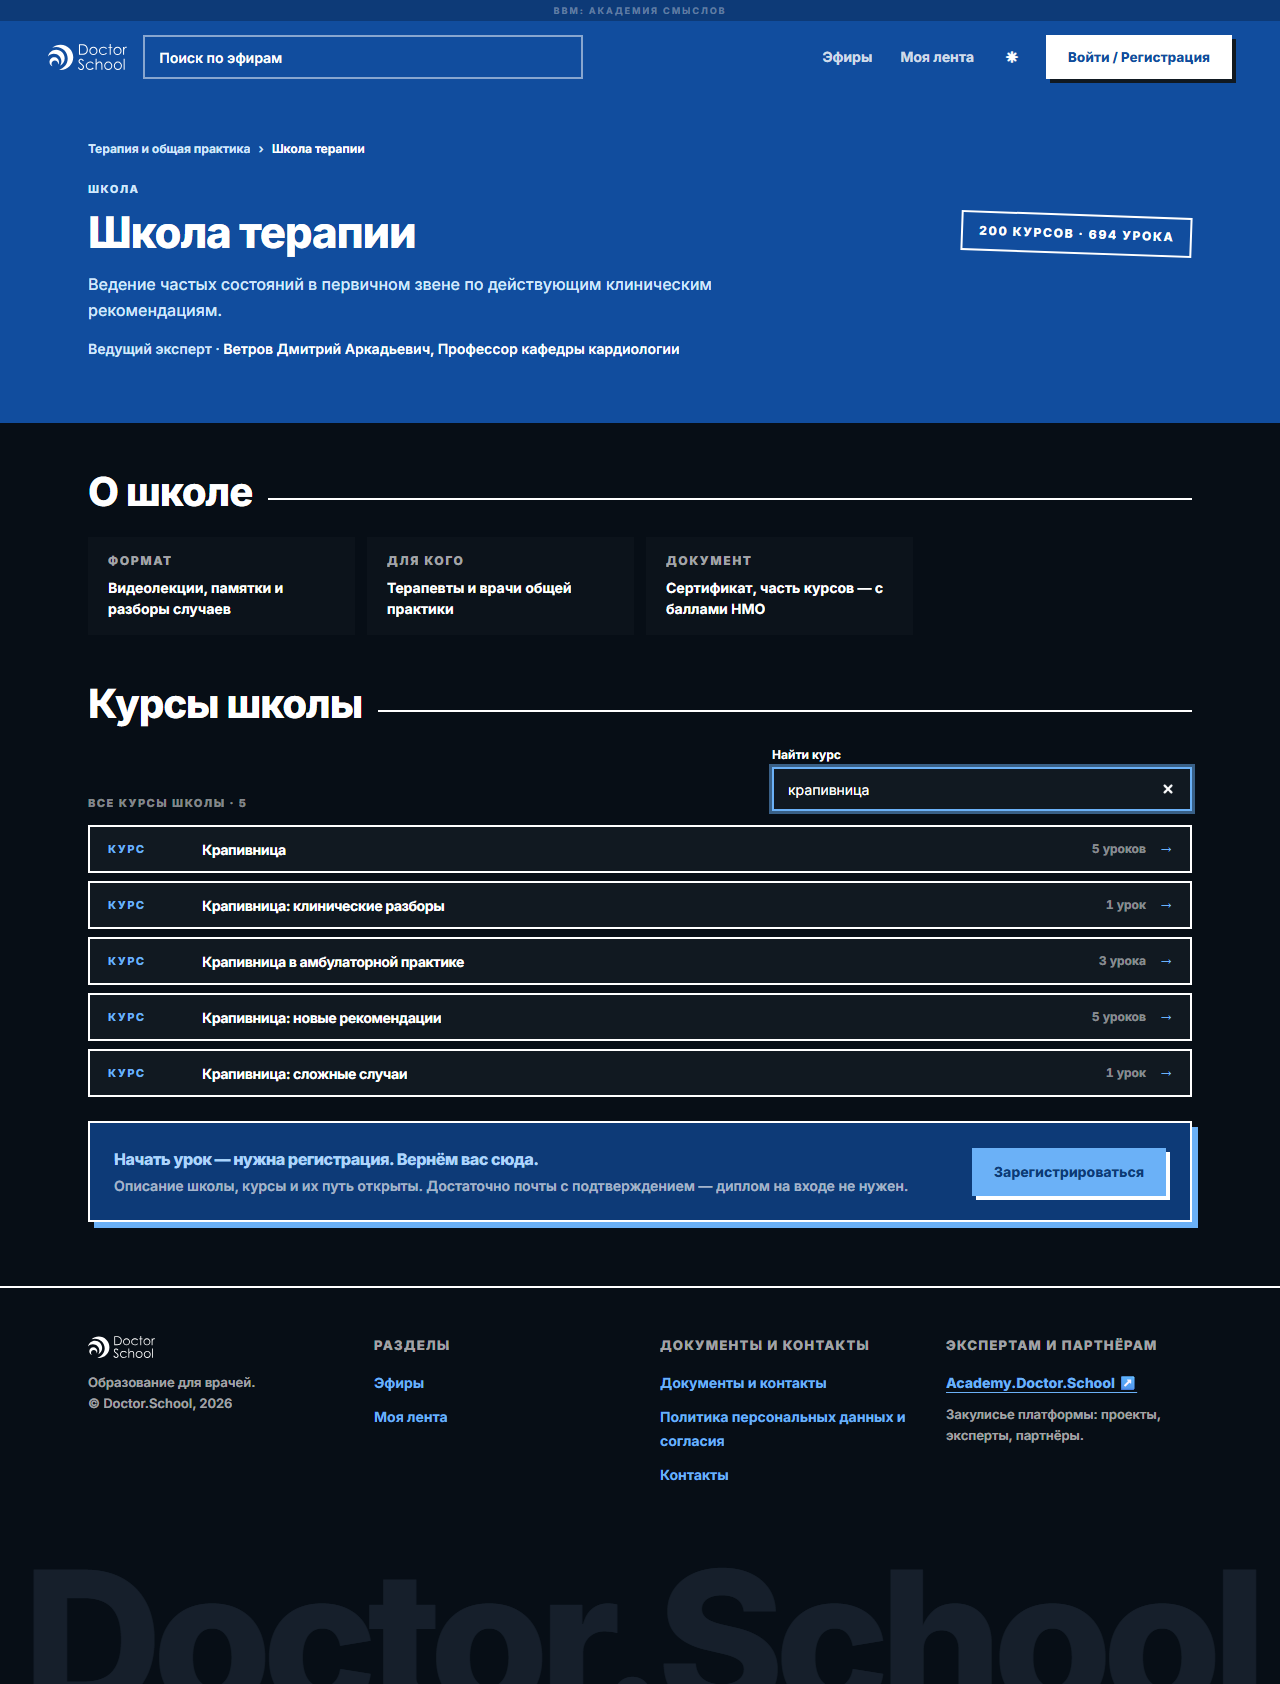 ВВМ: АКАДЕМИЯ СМЫСЛОВ
Doctor School
Поиск по эфирам
Эфиры
Моя лента
Войти / Регистрация
Терапия и общая практика › Школа терапии
ШКОЛА
Школа терапии
200 КУРСОВ · 694 УРОКА
Ведение частых состояний в первичном звене по действующим клиническим
рекомендациям.
Ведущий эксперт · Ветров Дмитрий Аркадьевич, Профессор кафедры кардиологии
О школе
ФОРМАТ
Видеолекции, памятки и
разборы случаев
ДЛЯ КОГО
Терапевты и врачи общей
практики
ДОКУМЕНТ
Сертификат, часть курсов — с
баллами НМО
Курсы школы
Найти курс
крапивница ×
ВСЕ КУРСЫ ШКОЛЫ · 5
КУРС Крапивница 5 уроков →
КУРС Крапивница: клинические разборы 1 урок →
КУРС Крапивница в амбулаторной практике 3 урока →
КУРС Крапивница: новые рекомендации 5 уроков →
КУРС Крапивница: сложные случаи 1 урок →
Начать урок — нужна регистрация. Вернём вас сюда.
Описание школы, курсы и их путь открыты. Достаточно почты с подтверждением — диплом на входе не нужен.
Зарегистрироваться
Doctor School
Образование для врачей.
© Doctor.School, 2026
РАЗДЕЛЫ
Эфиры
Моя лента
ДОКУМЕНТЫ И КОНТАКТЫ
Документы и контакты
Политика персональных данных и
согласия
Контакты
ЭКСПЕРТАМ И ПАРТНЁРАМ
Academy.Doctor.School ↗
Закулисье платформы: проекты,
эксперты, партнёры.
Doctor.School